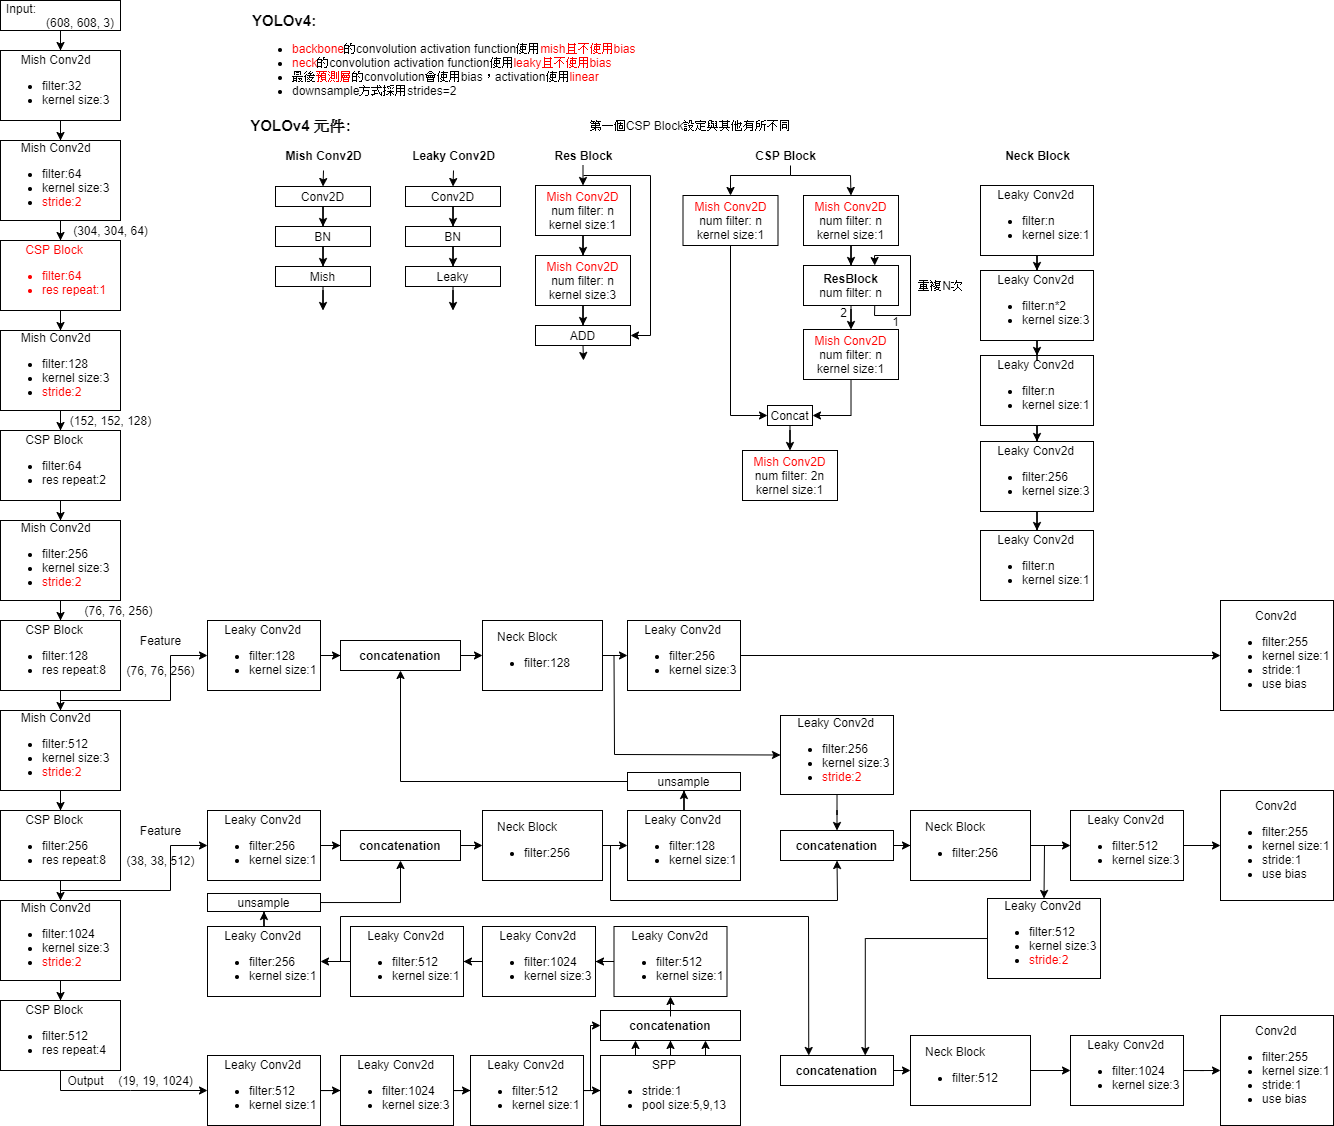 Input:
(608, 608, 3)
Mish Conv2d
filter:32
kernel size:3
Mish Conv2d
filter:64
kernel size:3
stride:2
(304, 304, 64)
CSP Block
filter:64
res repeat:1
Mish Conv2d
filter:128
kernel size:3
stride:2
(152, 152, 128)
CSP Block
filter:64
res repeat:2
Mish Conv2d
filter:256
kernel size:3
stride:2
(76, 76, 256)
CSP Block
filter:128
res repeat:8
Mish Conv2d
filter:512
kernel size:3
stride:2
CSP Block
filter:256
res repeat:8
Mish Conv2d
filter:1024
kernel size:3
stride:2
CSP Block
filter:512
res repeat:4
Output (19, 19, 1024)
YOLOv4:
backbone的convolution activation function使用mish且不使用bias
neck的convolution activation function使用leaky且不使用bias
最後預測層的convolution會使用bias，activation使用linear
downsample方式採用strides=2
YOLOv4 元件:
第一個CSP Block設定與其他有所不同
Mish Conv2D
Conv2D
BN
Mish
Leaky Conv2D
Conv2D
BN
Leaky
Res Block
Mish Conv2D
num filter: n
kernel size:1
Mish Conv2D
num filter: n
kernel size:3
ADD
CSP Block
Mish Conv2D
num filter: n
kernel size:1
Mish Conv2D
num filter: n
kernel size:1
ResBlock
num filter: n
重複N次
2
1
Mish Conv2D
num filter: n
kernel size:1
Concat
Mish Conv2D
num filter: 2n
kernel size:1
Neck Block
Leaky Conv2d
filter:n
kernel size:1
Leaky Conv2d
filter:n*2
kernel size:3
Leaky Conv2d
filter:n
kernel size:1
Leaky Conv2d
filter:256
kernel size:3
Leaky Conv2d
filter:n
kernel size:1
Feature
(76, 76, 256)
Leaky Conv2d
filter:128
kernel size:1
concatenation
Neck Block
filter:128
Leaky Conv2d
filter:256
kernel size:3
Conv2d
filter:255
kernel size:1
stride:1
use bias
Leaky Conv2d
filter:256
kernel size:3
stride:2
unsample
Feature
(38, 38, 512)
Leaky Conv2d
filter:256
kernel size:1
concatenation
Neck Block
filter:256
Leaky Conv2d
filter:128
kernel size:1
concatenation
Neck Block
filter:256
Leaky Conv2d
filter:512
kernel size:3
Conv2d
filter:255
kernel size:1
stride:1
use bias
unsample
Leaky Conv2d
filter:256
kernel size:1
Leaky Conv2d
filter:512
kernel size:1
Leaky Conv2d
filter:1024
kernel size:3
Leaky Conv2d
filter:512
kernel size:1
Leaky Conv2d
filter:512
kernel size:3
stride:2
concatenation
Leaky Conv2d
filter:512
kernel size:1
Leaky Conv2d
filter:1024
kernel size:3
Leaky Conv2d
filter:512
kernel size:1
SPP
stride:1
pool size:5,9,13
concatenation
Neck Block
filter:512
Leaky Conv2d
filter:1024
kernel size:3
Conv2d
filter:255
kernel size:1
stride:1
use bias